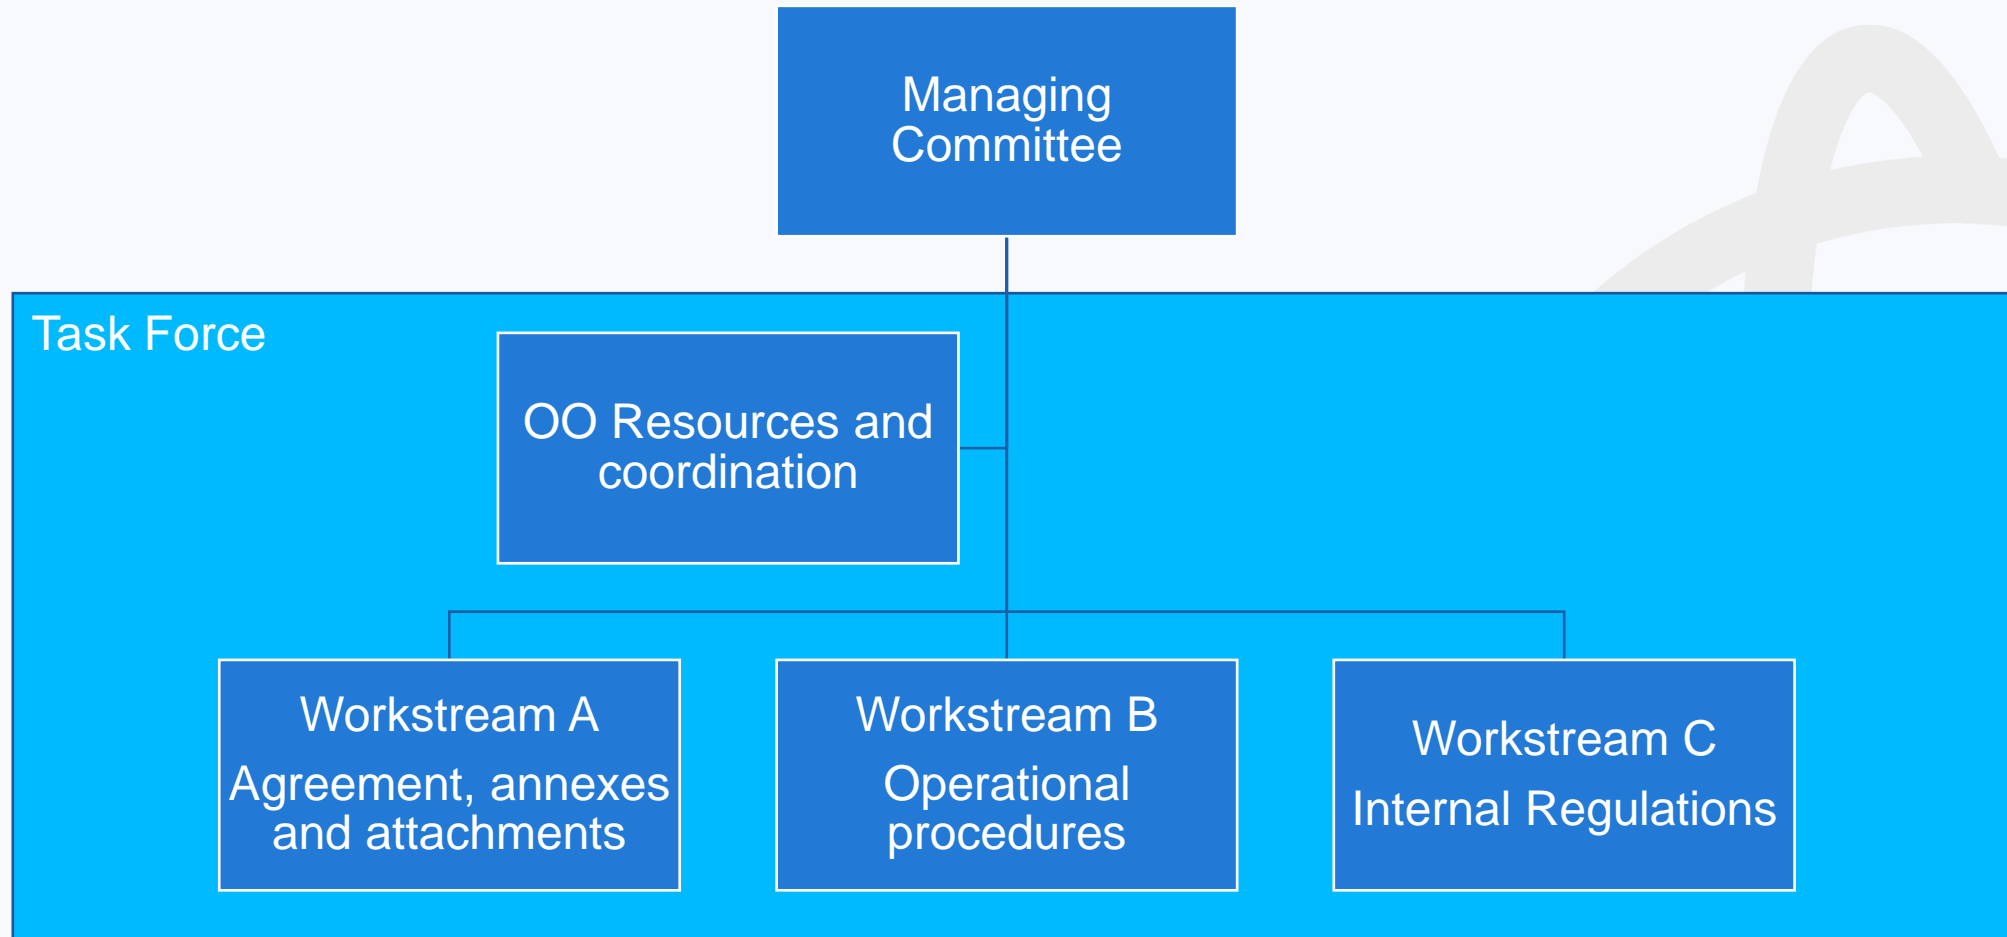 Managing
Committee
Task Force
OO Resources and
coordination
Workstream A
Agreement, annexes
and attachments
Workstream B
Operational
procedures
Workstream C
Internal Regulations